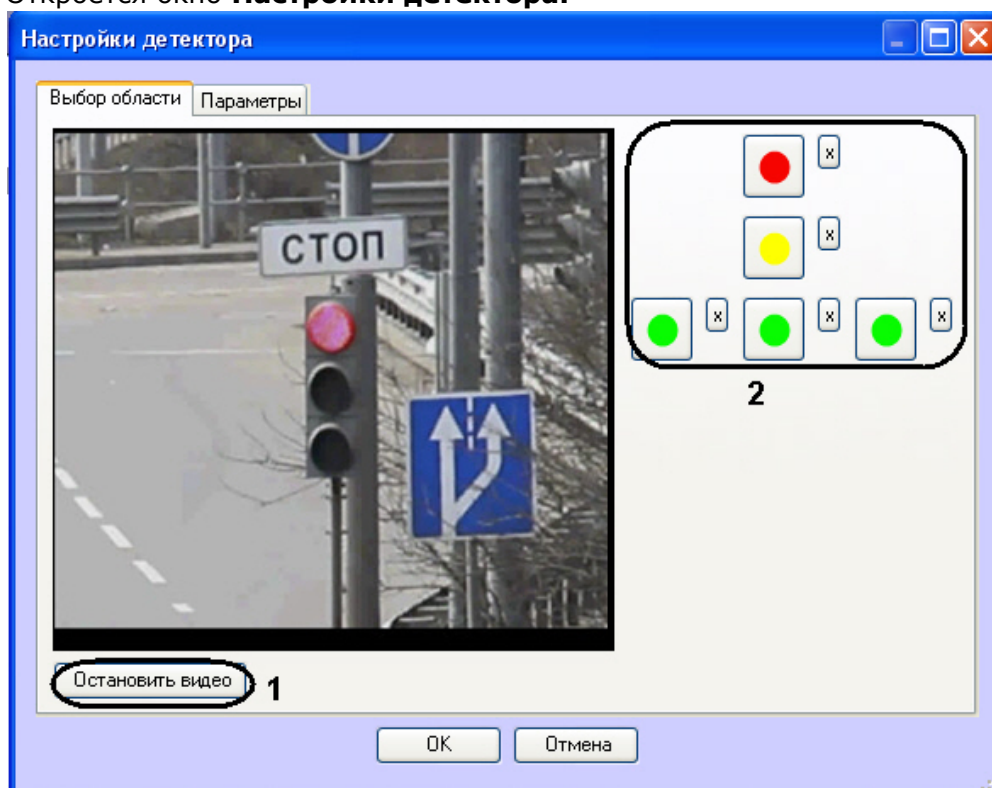 Откроется окно Настройки детектора.
Настройки детектора
Выбор области Параметры
СТОП
x
x
x x x
2
Остановить видео 1
OK Отмена